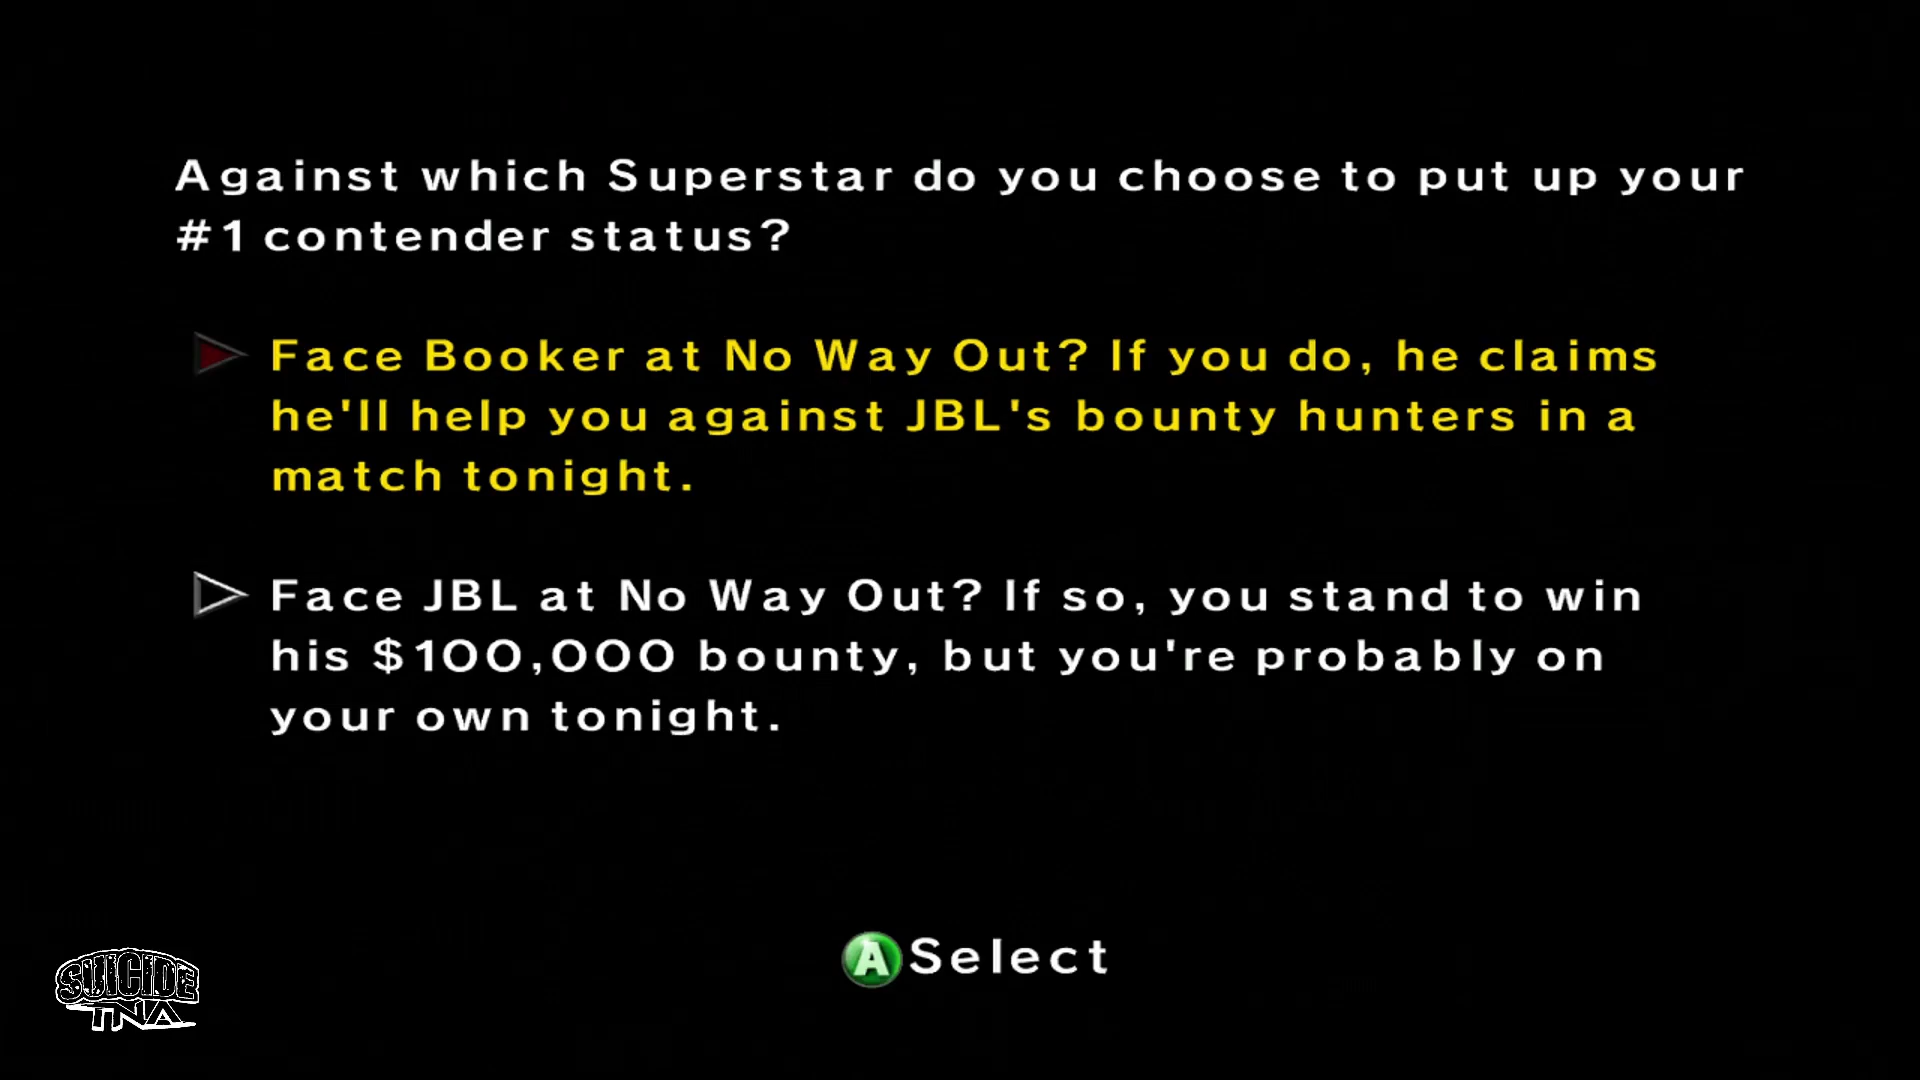 Against which Superstar do you choose to put up your
#1 contender status?
Face Booker at No Way Out? If you do, he claims
he'll help you against JBL's bounty hunters in a
match tonight.
Face JBL at No Way Out? If so, you stand to win
his $100,000 bounty, but you're probably on
your own tonight.
A Select
SUICIDE
TNA